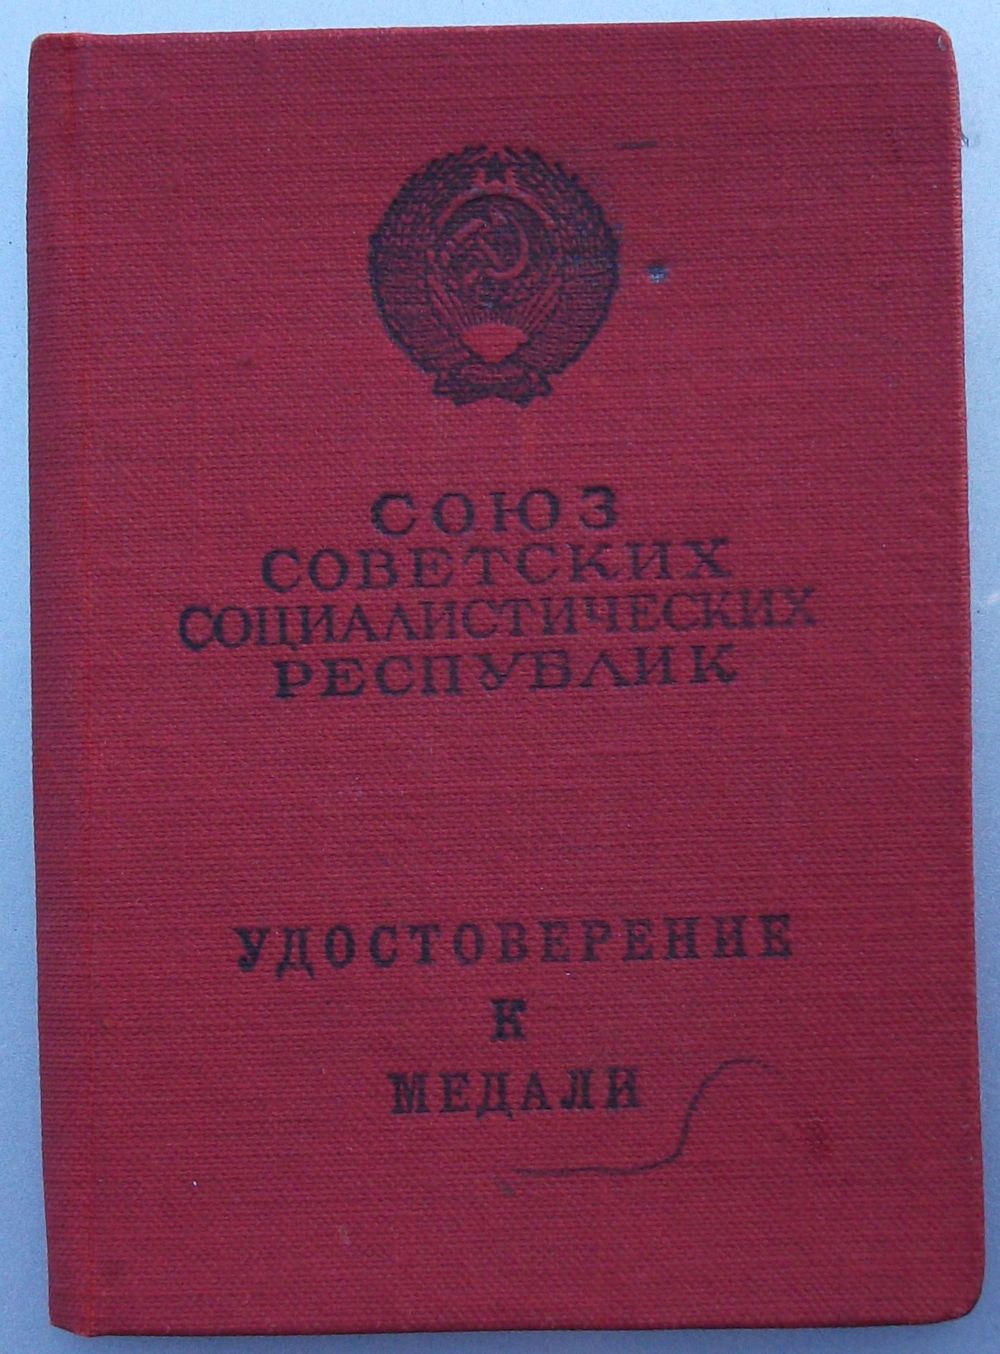 СОЮЗ
СОВЕТСКИХ
СОЦИАЛИСТИЧЕСКИХ
РЕСПУБЛИК
УДОСТОВЕРЕНИЕ
К
МЕДАЛИ